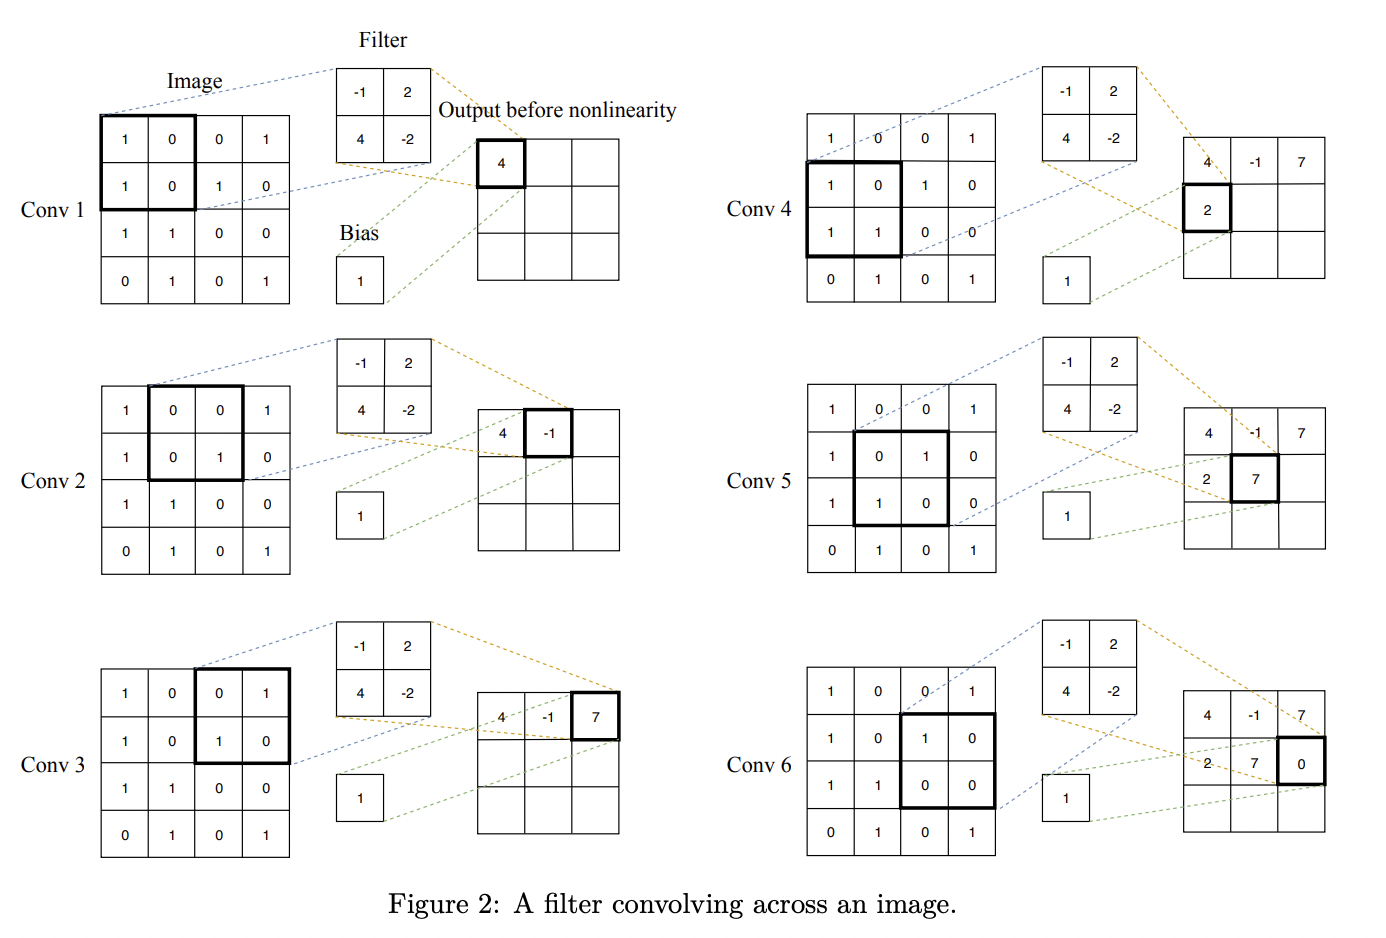 Filter
Image
-1 2
Output before nonlinearity
1 0 0 1
4 -2
4
1 0 1 0
Conv 1
1 1 0 0
Bias
0 1 0 1
1
-1 2
1 0 0 1
4 -2
4 -1
1 0 1 0
Conv 2
1 1 0 0
1
0 1 0 1
-1 2
1 0 0 1
4 -2
4 -1 7
1 0 1 0
Conv 3
1 1 0 0
1
0 1 0 1
-1 2
1 0 0 1
4 -2
4 -1 7
1 0 1 0
Conv 4
2
1 1 0 0
0 1 0 1
1
-1 2
1 0 0 1
4 -2
4 -1 7
1 0 1 0
Conv 5
2 7
1 1 0 0
1
0 1 0 1
-1 2
1 0 0 1
4 -2
4 -1 7
1 0 1 0
Conv 6
2 7 0
1 1 0 0
1
0 1 0 1
Figure 2: A filter convolving across an image.